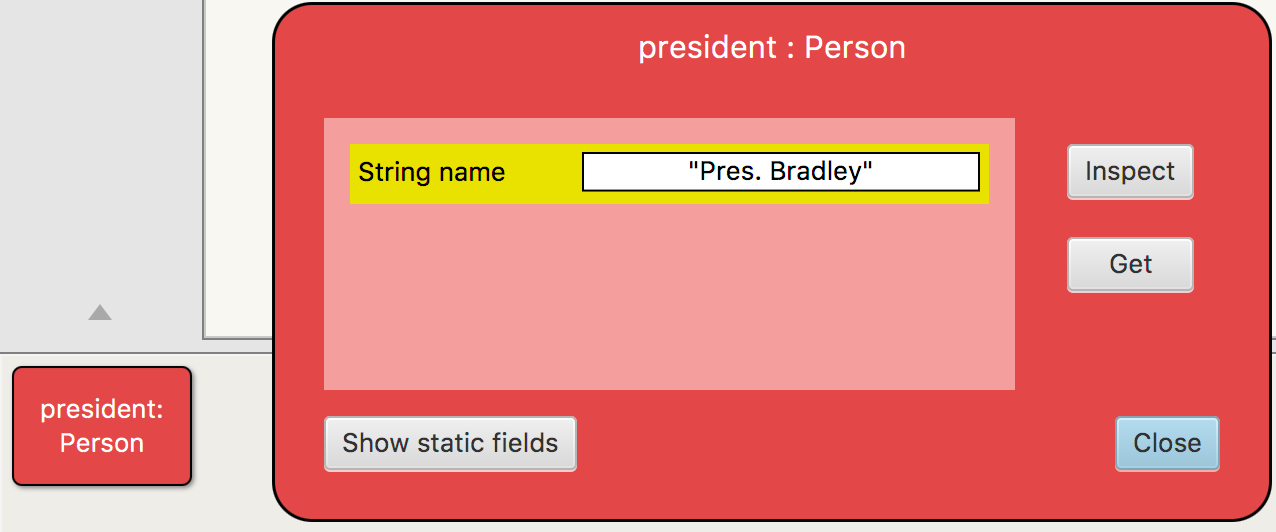 president : Person
String name "Pres. Bradley"
Inspect
Get
president:
Person
Show static fields
Close